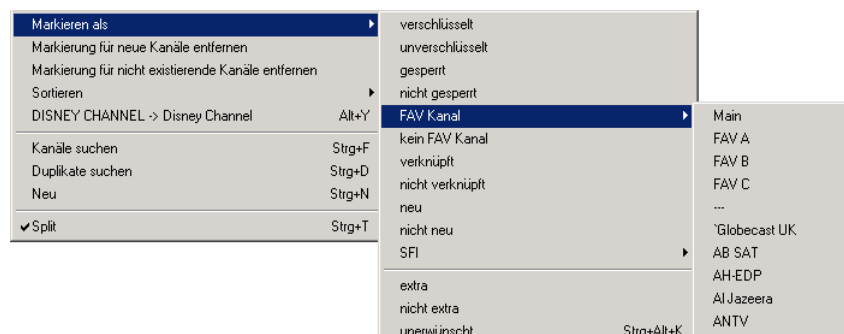 Markieren als
Markierung für neue Kanäle entfernen
Markierung für nicht existierende Kanäle entfernen
Sortieren
DISNEY CHANNEL -> Disney Channel Alt+Y
Kanäle suchen Strg+F
Duplikate suchen Strg+D
Neu Strg+N
Split Strg+T
verschlüsselt
unverschlüsselt
gesperrt
nicht gesperrt
FAV Kanal
kein FAV Kanal
verknüpft
nicht verknüpft
neu
nicht neu
SFI
extra
nicht extra
unerwünscht Strg+Alt+K
Main
FAV A
FAV B
FAV C
---
`Globecast UK
AB SAT
AH-EDP
Al Jazeera
ANTV